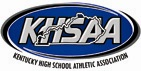 KHSAA
KENTUCKY HIGH SCHOOL ATHLETIC ASSOCIATION